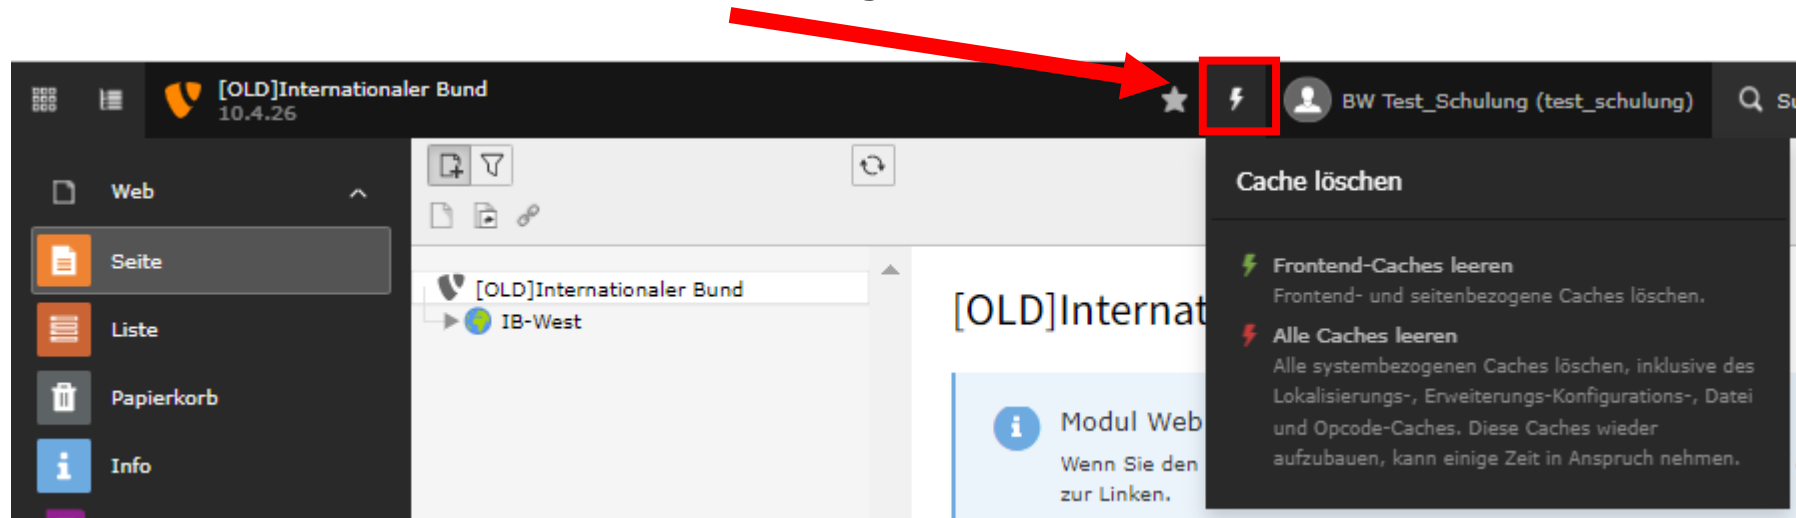 [OLD]Internationaler Bund
10.4.26
BW Test_Schulung (test_schulung)
Web
Seite
Liste
Papierkorb
Info
[OLD]Internationaler Bund
IB-West
[OLD]Internat
Modul Web
Wenn Sie den
zur Linken.
Cache löschen
Frontend-Caches leeren
Frontend- und seitenbezogene Caches löschen.
Alle Caches leeren
Alle systembezogenen Caches löschen, inklusive des
Lokalisierungs-, Erweiterungs-Konfigurations-, Datei
und Opcode-Caches. Diese Caches wieder
aufzubauen, kann einige Zeit in Anspruch nehmen.